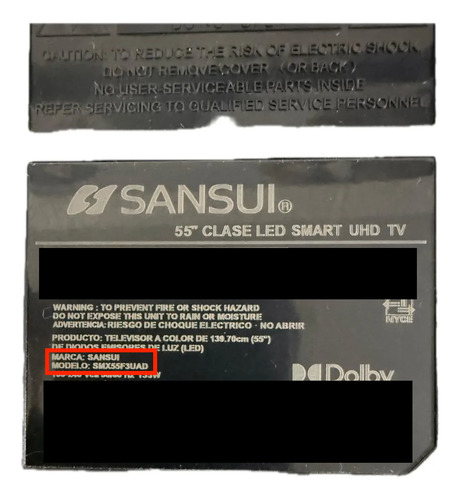 CAUTION: TO REDUCE THE RISK OF ELECTRIC SHOCK
DO NOT REMOVE COVER (OR BACK)
NO USER-SERVICEABLE PARTS INSIDE
REFER SERVICING TO QUALIFIED SERVICE PERSONNEL
SANSUI®
55" CLASE LED SMART UHD TV
WARNING : TO PREVENT FIRE OR SHOCK HAZARD
DO NOT EXPOSE THIS UNIT TO RAIN OR MOISTURE
ADVERTENCIA: RIESGO DE CHOQUE ELECTRICO - NO ABRIR
NYCE
PRODUCTO: TELEVISOR A COLOR DE 139.70cm (55")
DE DIODOS EMISORES DE LUZ (LED)
MARCA: SANSUI
MODELO: SMX55F3UAD
Dolby